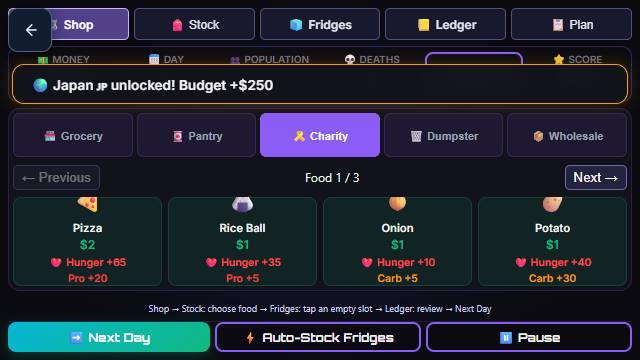 Shop
Stock
Fridges
Ledger
Plan
MONEY
DAY
POPULATION
DEATHS
SCORE
Japan JP unlocked! Budget +$250
Grocery
Pantry
Charity
Dumpster
Wholesale
← Previous
Food 1 / 3
Next →
Pizza
$2
Hunger +65
Pro +20
Rice Ball
$1
Hunger +35
Pro +5
Onion
$1
Hunger +10
Carb +5
Potato
$1
Hunger +40
Carb +30
Shop → Stock: choose food → Fridges: tap an empty slot → Ledger: review → Next Day
Next Day
Auto-Stock Fridges
Pause